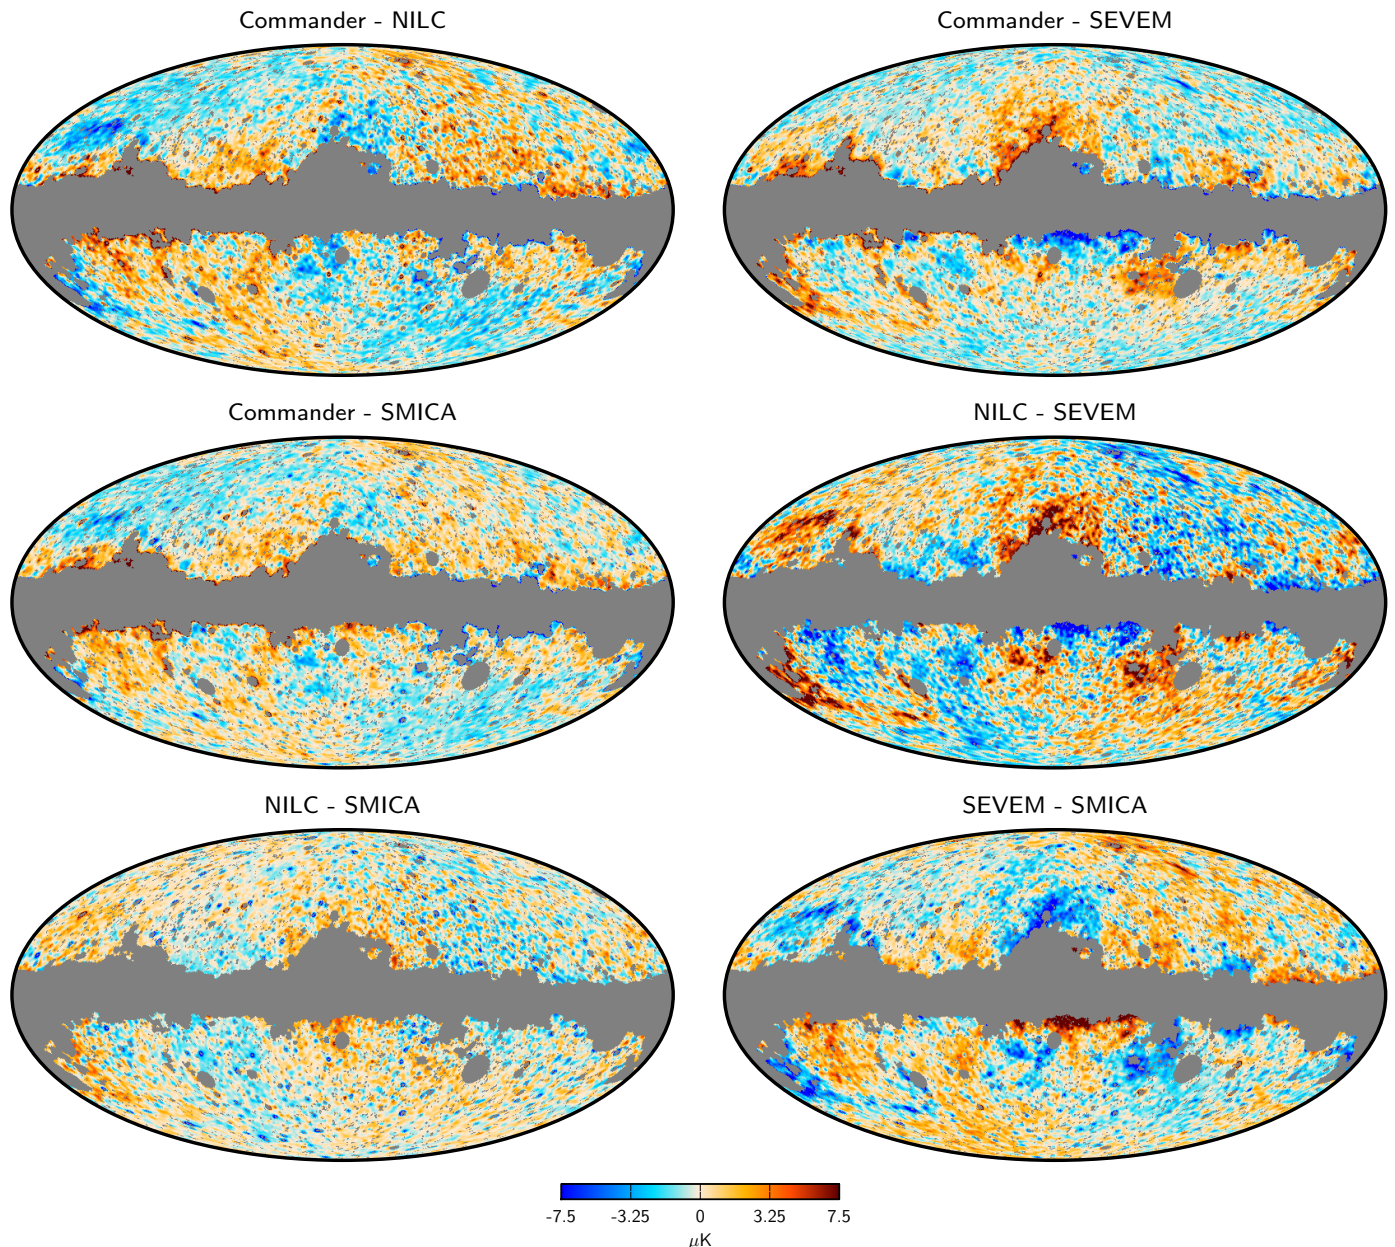 Commander - NILC
Commander - SEVEM
Commander - SMICA
NILC - SEVEM
NILC - SMICA
SEVEM - SMICA
-7.5 -3.25 0 3.25 7.5
μK